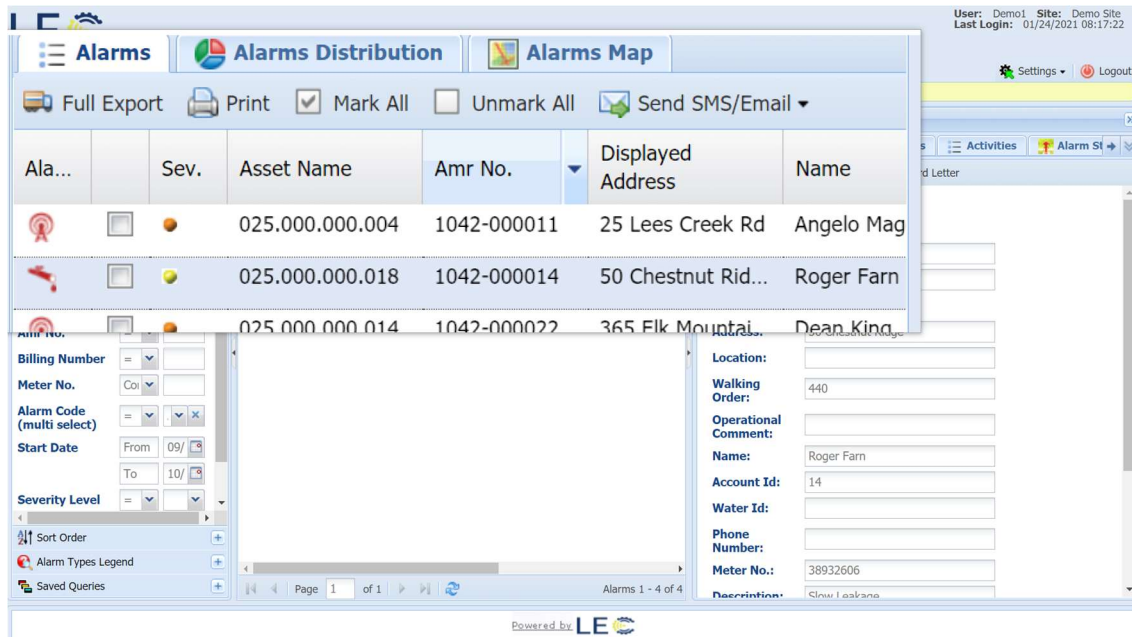 User: Demo1 Site: Demo Site
Last Login: 01/24/2021 08:17:22
Settings Logout
Alarms Alarms Distribution Alarms Map
Full Export Print Mark All Unmark All Send SMS/Email
Activities Alarm St
Letter
Ala... Sev. Asset Name Amr No. Displayed Address Name
025.000.000.004 1042-000011 25 Lees Creek Rd Angelo Mag
025.000.000.018 1042-000014 50 Chestnut Rid... Roger Farn
025.000.000.014 1042-000022 365 Elk Mountai Dean King
Amr No. =
Billing Number =
Meter No.
Alarm Code
(multi select) =
Start Date From 09/
To 10/
Severity Level =
Sort Order
Alarm Types Legend
Saved Queries
Page 1 of 1 Alarms 1 - 4 of 4
Address: 50 Chestnut Ridge
Location:
Walking
Order: 440
Operational
Comment:
Name: Roger Farn
Account Id: 14
Water Id:
Phone
Number:
Meter No.: 38932606
Description: Slow Leakage
Powered by